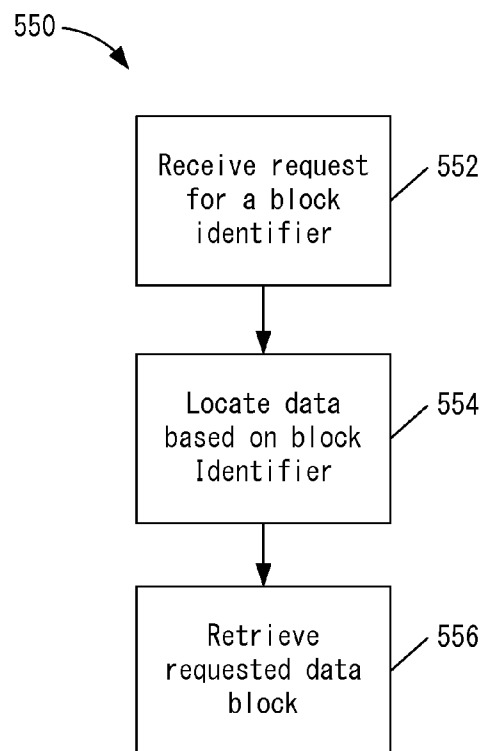 550
Receive request
for a block
identifier
552
Locate data
based on block
Identifier
554
Retrieve
requested data
block
556